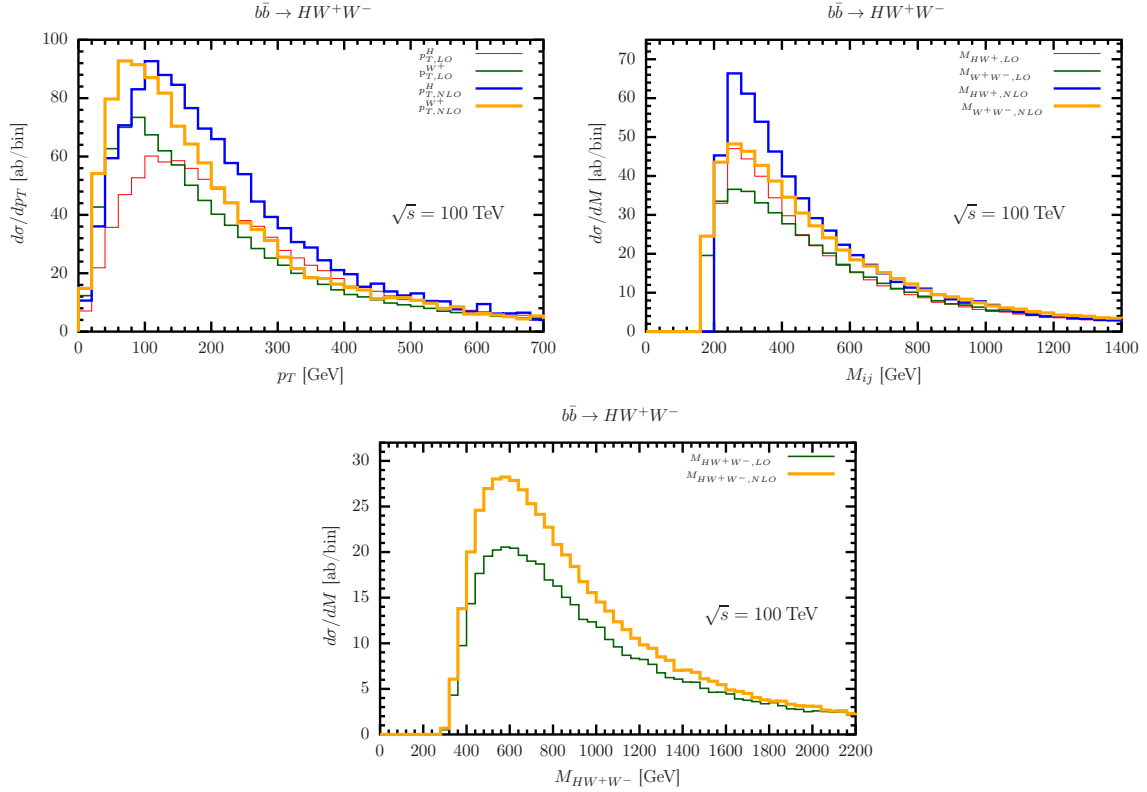 b\bar{b} → HW⁺W⁻
dσ/dp_T [ab/bin]
100
80
60
40
20
0
p^H_{T,LO}
p^{W⁺}_{T,LO}
p^H_{T,NLO}
p^{W⁺}_{T,NLO}
√s = 100 TeV
0 100 200 300 400 500 600 700
p_T [GeV]
b\bar{b} → HW⁺W⁻
dσ/dM [ab/bin]
70
60
50
40
30
20
10
0
M_{HW⁺,LO}
M_{W⁺W⁻,LO}
M_{HW⁺,NLO}
M_{W⁺W⁻,NLO}
√s = 100 TeV
0 200 400 600 800 1000 1200 1400
M_{ij} [GeV]
b\bar{b} → HW⁺W⁻
dσ/dM [ab/bin]
30
25
20
15
10
5
0
M_{HW⁺W⁻,LO}
M_{HW⁺W⁻,NLO}
√s = 100 TeV
0 200 400 600 800 1000 1200 1400 1600 1800 2000 2200
M_{HW⁺W⁻} [GeV]